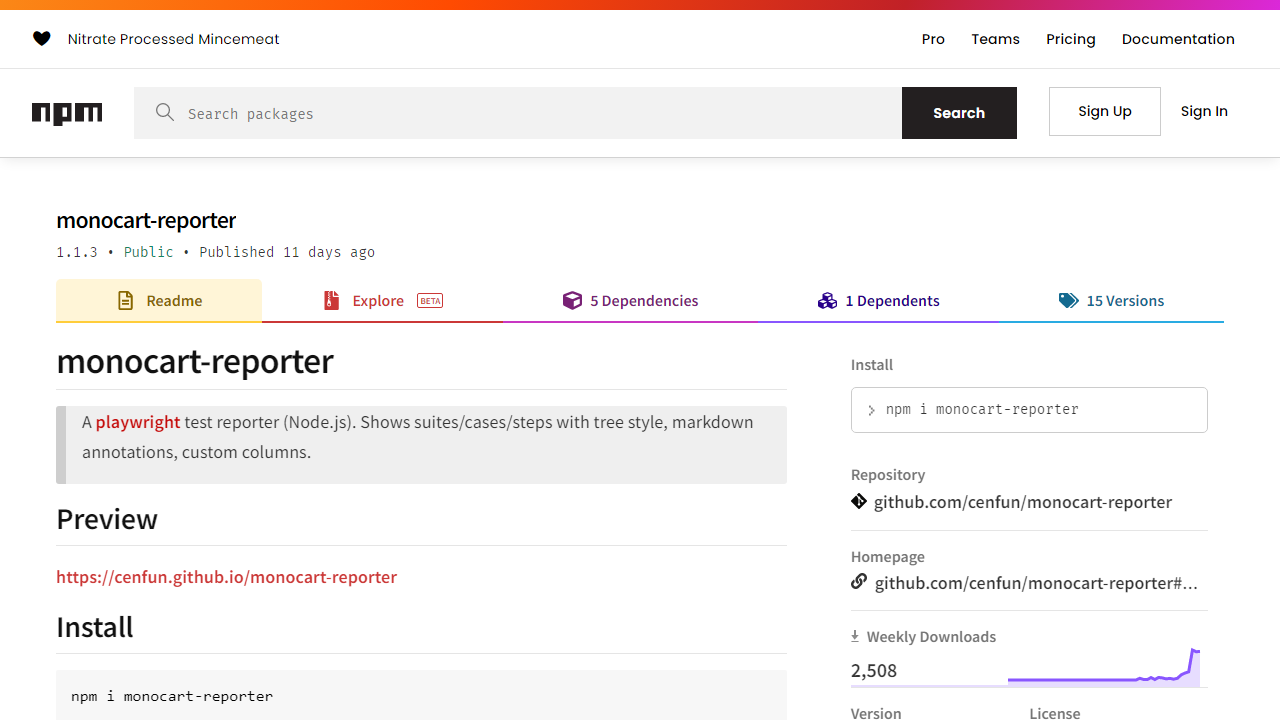 Nitrate Processed Mincemeat
Pro Teams Pricing Documentation
npm
Search packages
Search
Sign Up
Sign In
monocart-reporter
1.1.3 • Public • Published 11 days ago
Readme
Explore BETA
5 Dependencies
1 Dependents
15 Versions
monocart-reporter
A playwright test reporter (Node.js). Shows suites/cases/steps with tree style, markdown
annotations, custom columns.
Preview
https://cenfun.github.io/monocart-reporter
Install
npm i monocart-reporter
Install
npm i monocart-reporter
Repository
github.com/cenfun/monocart-reporter
Homepage
github.com/cenfun/monocart-reporter#…
Weekly Downloads
2,508
Version
License